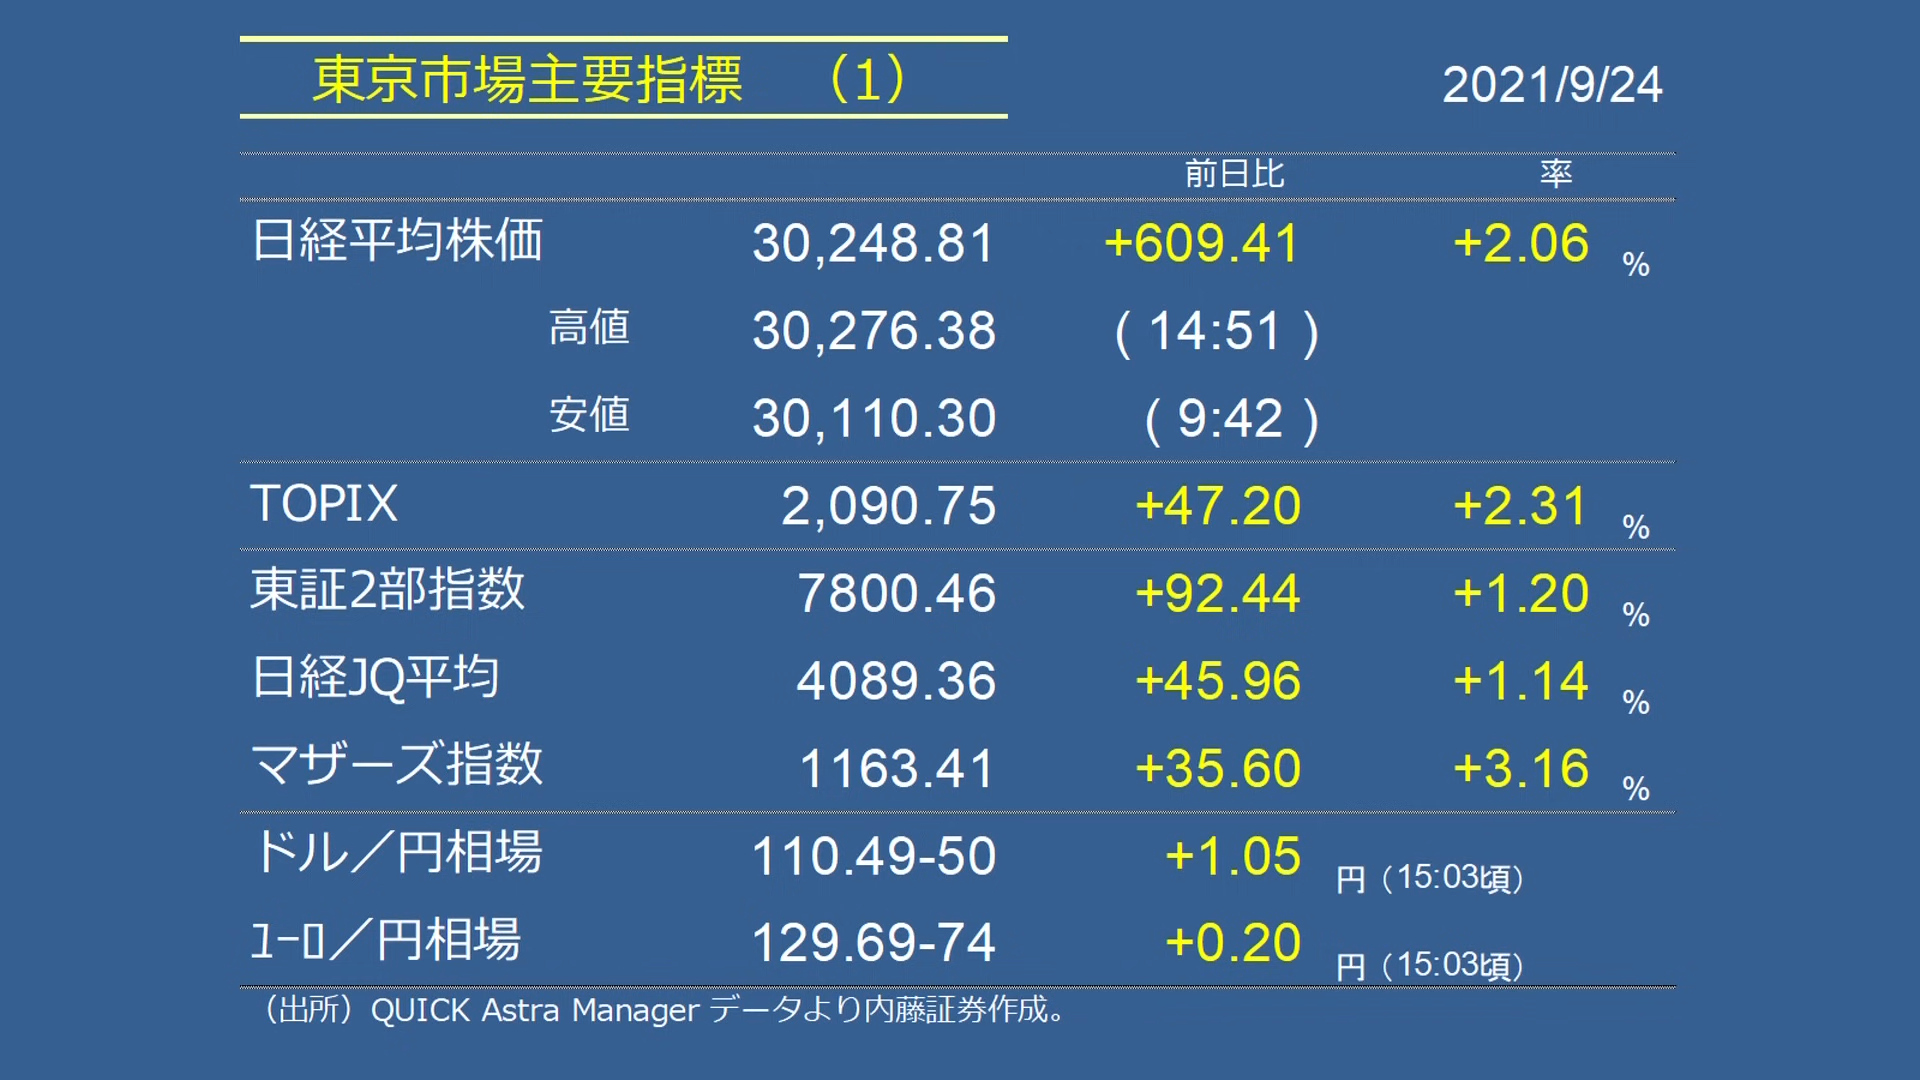 東京市場主要指標 （1） 2021/9/24
前日比 率
日経平均株価 30,248.81 +609.41 +2.06 %
高値 30,276.38 ( 14:51 )
安値 30,110.30 ( 9:42 )
TOPIX 2,090.75 +47.20 +2.31 %
東証2部指数 7800.46 +92.44 +1.20 %
日経JQ平均 4089.36 +45.96 +1.14 %
マザーズ指数 1163.41 +35.60 +3.16 %
ドル／円相場 110.49-50 +1.05 円（15:03頃）
ﾕｰﾛ／円相場 129.69-74 +0.20 円（15:03頃）
（出所）QUICK Astra Manager データより内藤証券作成。